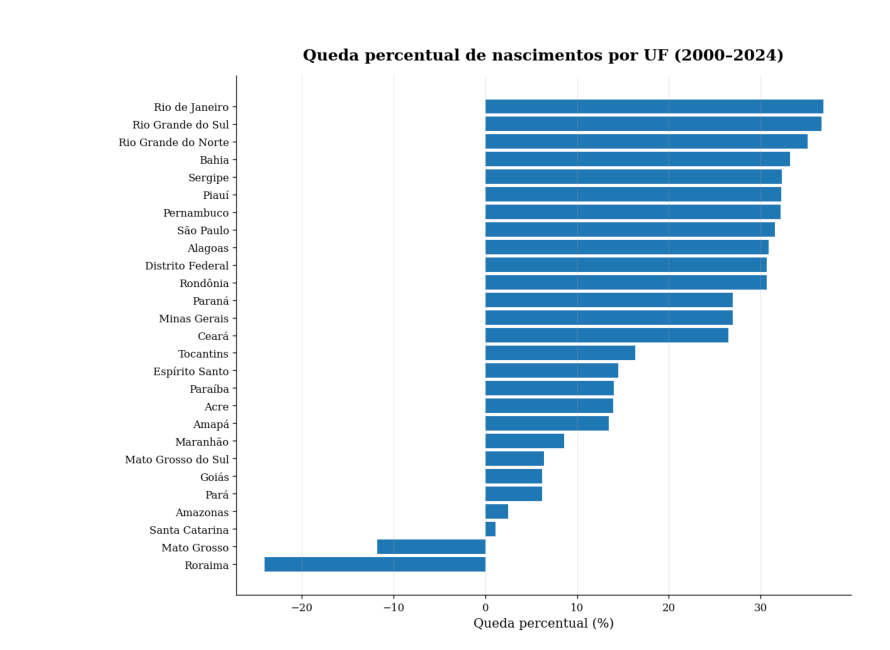 Queda percentual de nascimentos por UF (2000–2024)
Rio de Janeiro
Rio Grande do Sul
Rio Grande do Norte
Bahia
Sergipe
Piauí
Pernambuco
São Paulo
Alagoas
Distrito Federal
Rondônia
Paraná
Minas Gerais
Ceará
Tocantins
Espírito Santo
Paraíba
Acre
Amapá
Maranhão
Mato Grosso do Sul
Goiás
Pará
Amazonas
Santa Catarina
Mato Grosso
Roraima
−20 −10 0 10 20 30
Queda percentual (%)